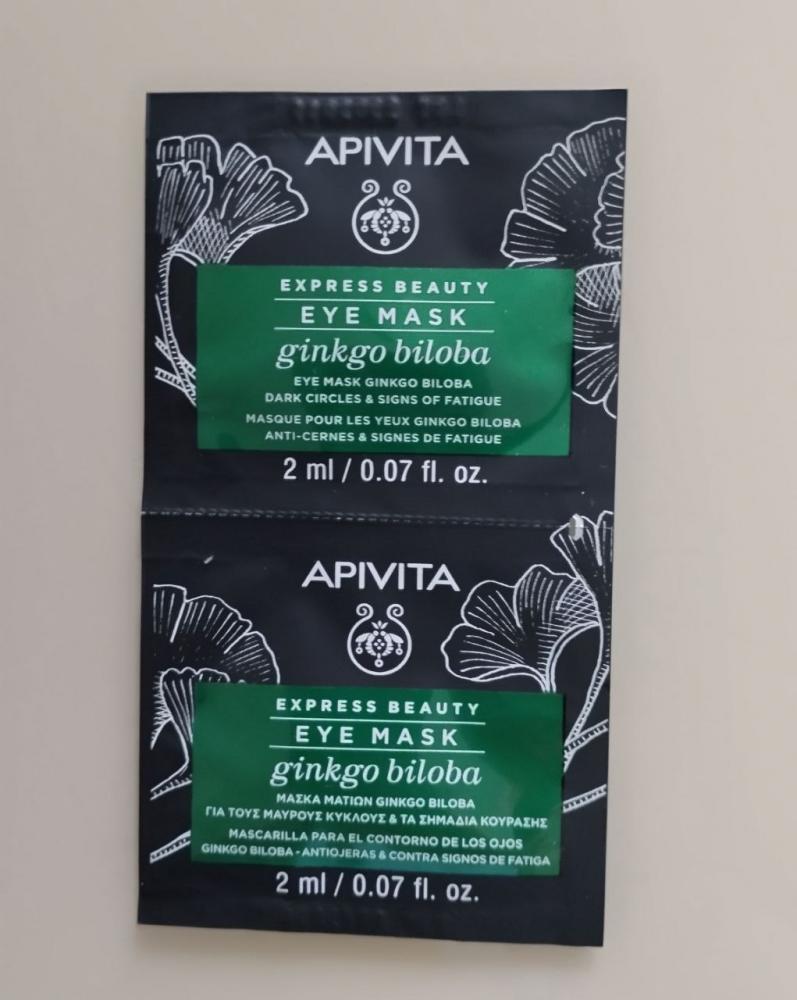 APIVITA
EXPRESS BEAUTY
EYE MASK
ginkgo biloba
EYE MASK GINKGO BILOBA
DARK CIRCLES & SIGNS OF FATIGUE
MASQUE POUR LES YEUX GINKGO BILOBA
ANTI-CERNES & SIGNES DE FATIGUE
2 ml / 0.07 fl. oz.
APIVITA
EXPRESS BEAUTY
EYE MASK
ginkgo biloba
ΜΑΣΚΑ ΜΑΤΙΩΝ GINKGO BILOBA
ΓΙΑ ΤΟΥΣ ΜΑΥΡΟΥΣ ΚΥΚΛΟΥΣ & ΤΑ ΣΗΜΑΔΙΑ ΚΟΥΡΑΣΗΣ
MASCARILLA PARA EL CONTORNO DE LOS OJOS
GINKGO BILOBA - ANTIOJERAS & CONTRA SIGNOS DE FATIGA
2 ml / 0.07 fl. oz.